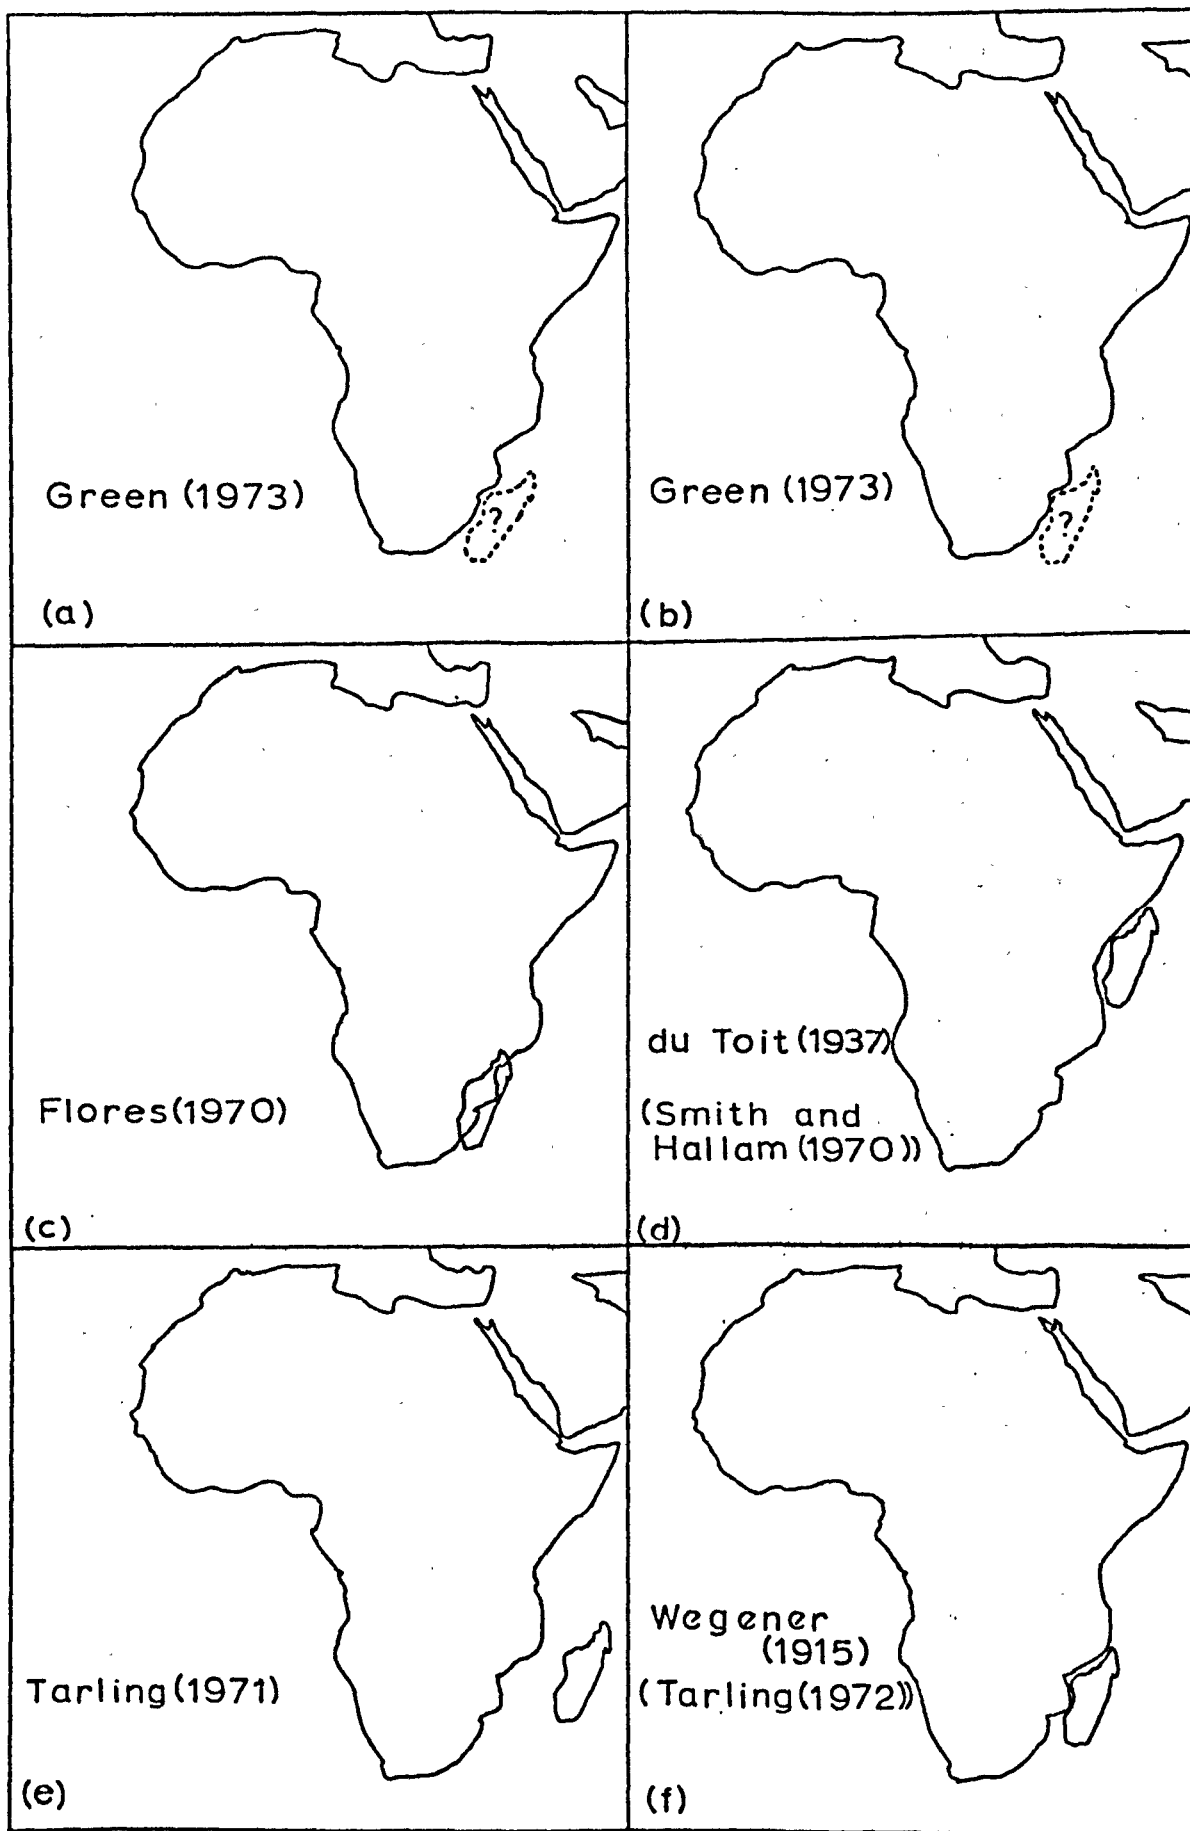 Green (1973)
?
(a)
Green (1973)
?
(b)
Flores (1970)
(c)
du Toit (1937)
(Smith and
Hallam (1970))
(d)
Tarling (1971)
(e)
Wegener
(1915)
(Tarling (1972))
(f)